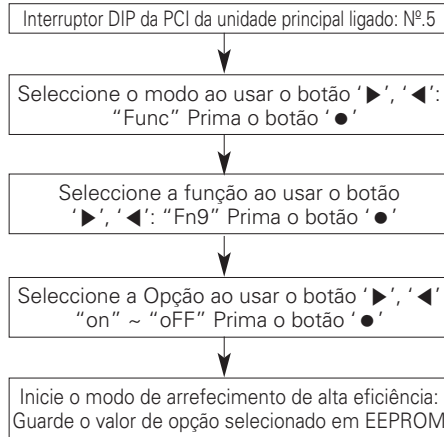 Interruptor DIP da PCI da unidade principal ligado: Nº.5
Seleccione o modo ao usar o botão ‘▶’, ‘◀’:
“Func” Prima o botão ‘●’
Seleccione a função ao usar o botão
‘▶’, ‘◀’: “Fn9” Prima o botão ‘●’
Seleccione a Opção ao usar o botão ‘▶’, ‘◀’
“on” ~ “oFF” Prima o botão ‘●’
Inicie o modo de arrefecimento de alta eficiência:
Guarde o valor de opção selecionado em EEPROM